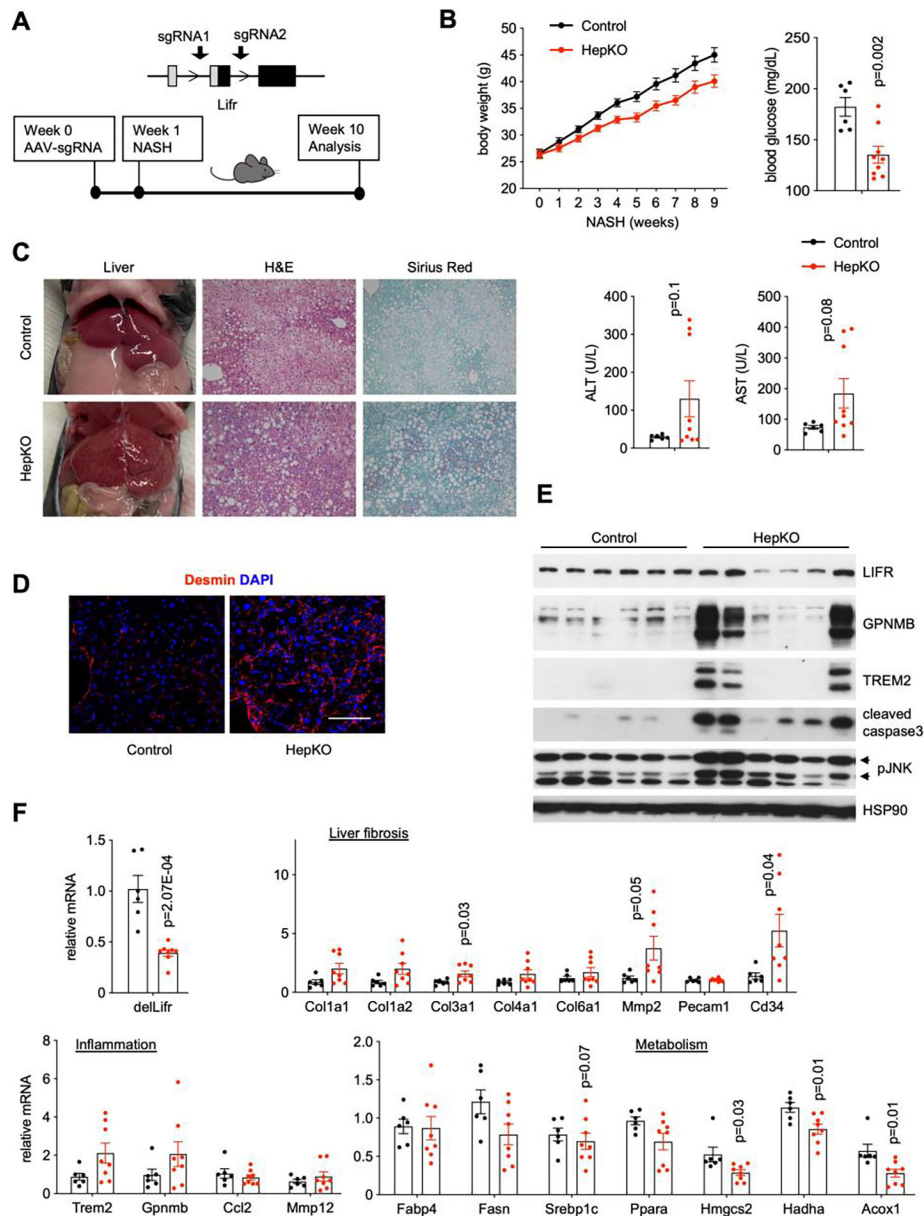 A
sgRNA1
sgRNA2
Lifr
Week 0
AAV-sgRNA
Week 1
NASH
Week 10
Analysis
B
Control
HepKO
body weight (g)
50
45
40
35
30
25
20
0 1 2 3 4 5 6 7 8 9
NASH (weeks)
blood glucose (mg/dL)
200
150
100
p=0.002
Control
HepKO
ALT (U/L)
400
300
200
100
0
p=0.1
AST (U/L)
500
400
300
200
100
0
p=0.08
C
Liver
H&E
Sirius Red
Control
HepKO
D
Desmin DAPI
Control
HepKO
E
Control
HepKO
LIFR
GPNMB
TREM2
cleaved
caspase3
pJNK
HSP90
F
relative mRNA
1.5
1.0
0.5
0
p=2.07E-04
delLifr
Liver fibrosis
10
5
0
p=0.03
p=0.05
p=0.04
Col1a1 Col1a2 Col3a1 Col4a1 Col6a1 Mmp2 Pecam1 Cd34
Inflammation
relative mRNA
8
6
4
2
0
Trem2 Gpnmb Ccl2 Mmp12
Metabolism
2.0
1.5
1.0
0.5
0
p=0.07
p=0.03
p=0.01
p=0.01
Fabp4 Fasn Srebp1c Ppara Hmgcs2 Hadha Acox1